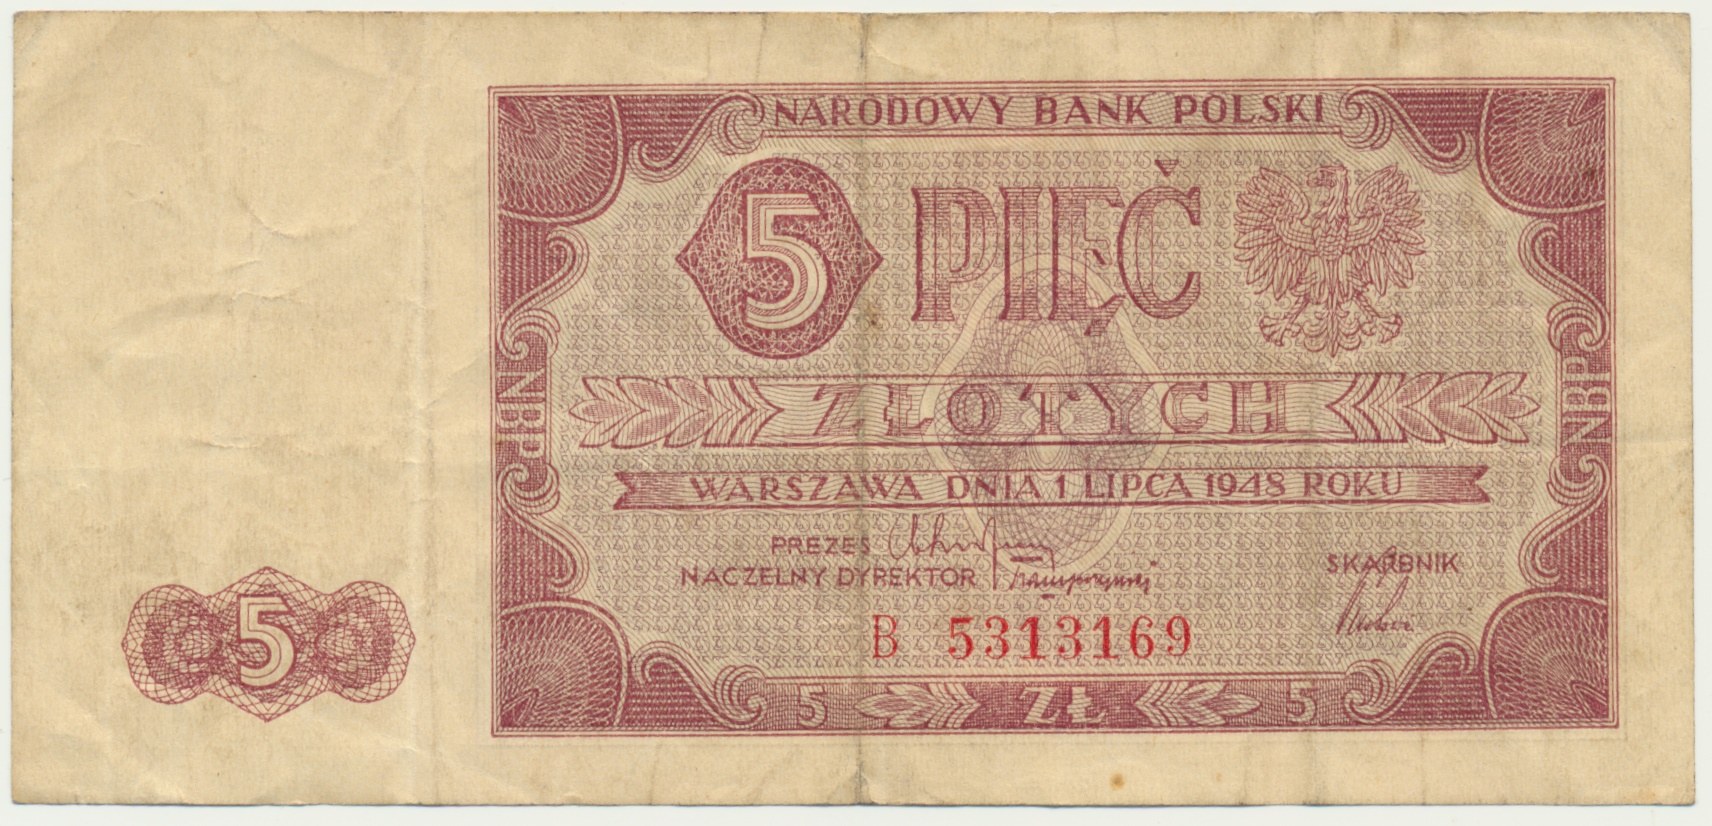 NARODOWY BANK POLSKI
5 PIĘĆ
ZŁOTYCH
WARSZAWA DNIA 1 LIPCA 1948 ROKU
PREZES
NACZELNY DYREKTOR
SKARBNIK
B 5313169
5 ZŁ 5
NBP
NBP
5